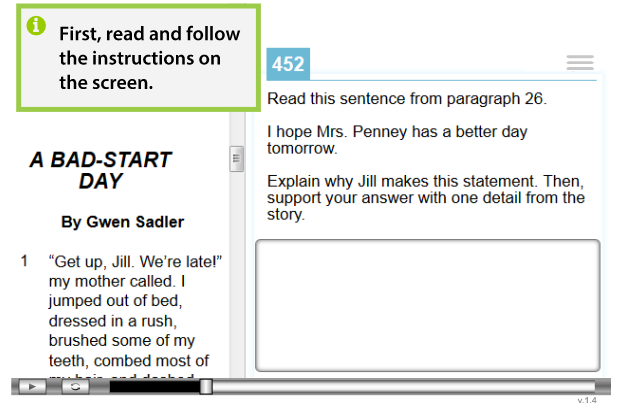 First, read and follow
the instructions on
the screen.
452
Read this sentence from paragraph 26.
I hope Mrs. Penney has a better day
tomorrow.
Explain why Jill makes this statement. Then,
support your answer with one detail from the
story.
A BAD-START
DAY
By Gwen Sadler
1 “Get up, Jill. We’re late!”
my mother called. I
jumped out of bed,
dressed in a rush,
brushed some of my
teeth, combed most of
my hair, and dashed
v.1.4